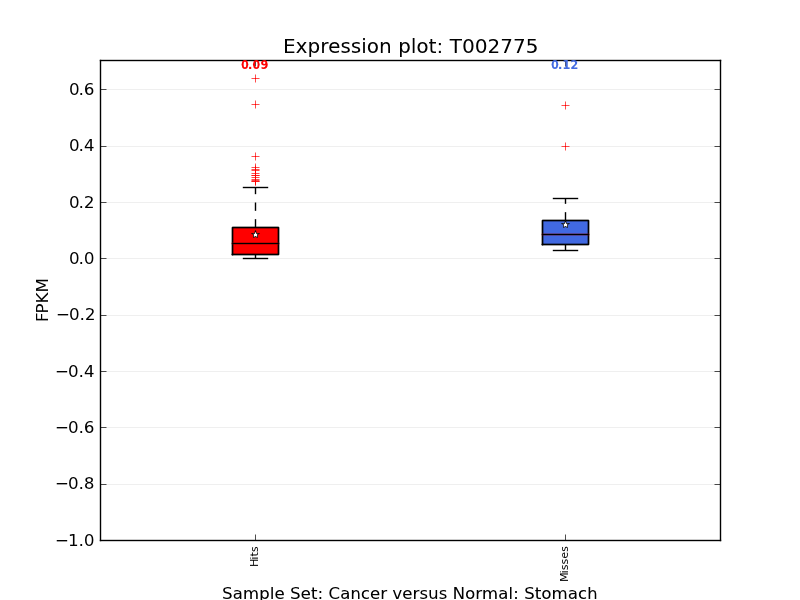 Expression plot: T002775
0.09
0.12
0.6
0.4
0.2
0.0
−0.2
−0.4
−0.6
−0.8
−1.0
FPKM
Hits
Misses
Sample Set: Cancer versus Normal: Stomach